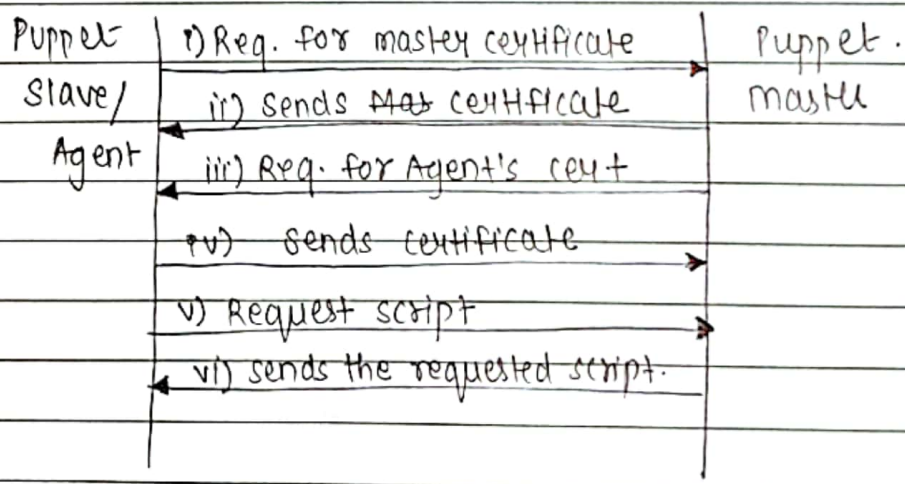 Puppet
Slave/
Agent
i) Req. for master certificate
ii) sends certificate
iii) Req. for Agent's cert
iv) sends certificate
v) Request script
vi) sends the requested script.
Puppet.
master